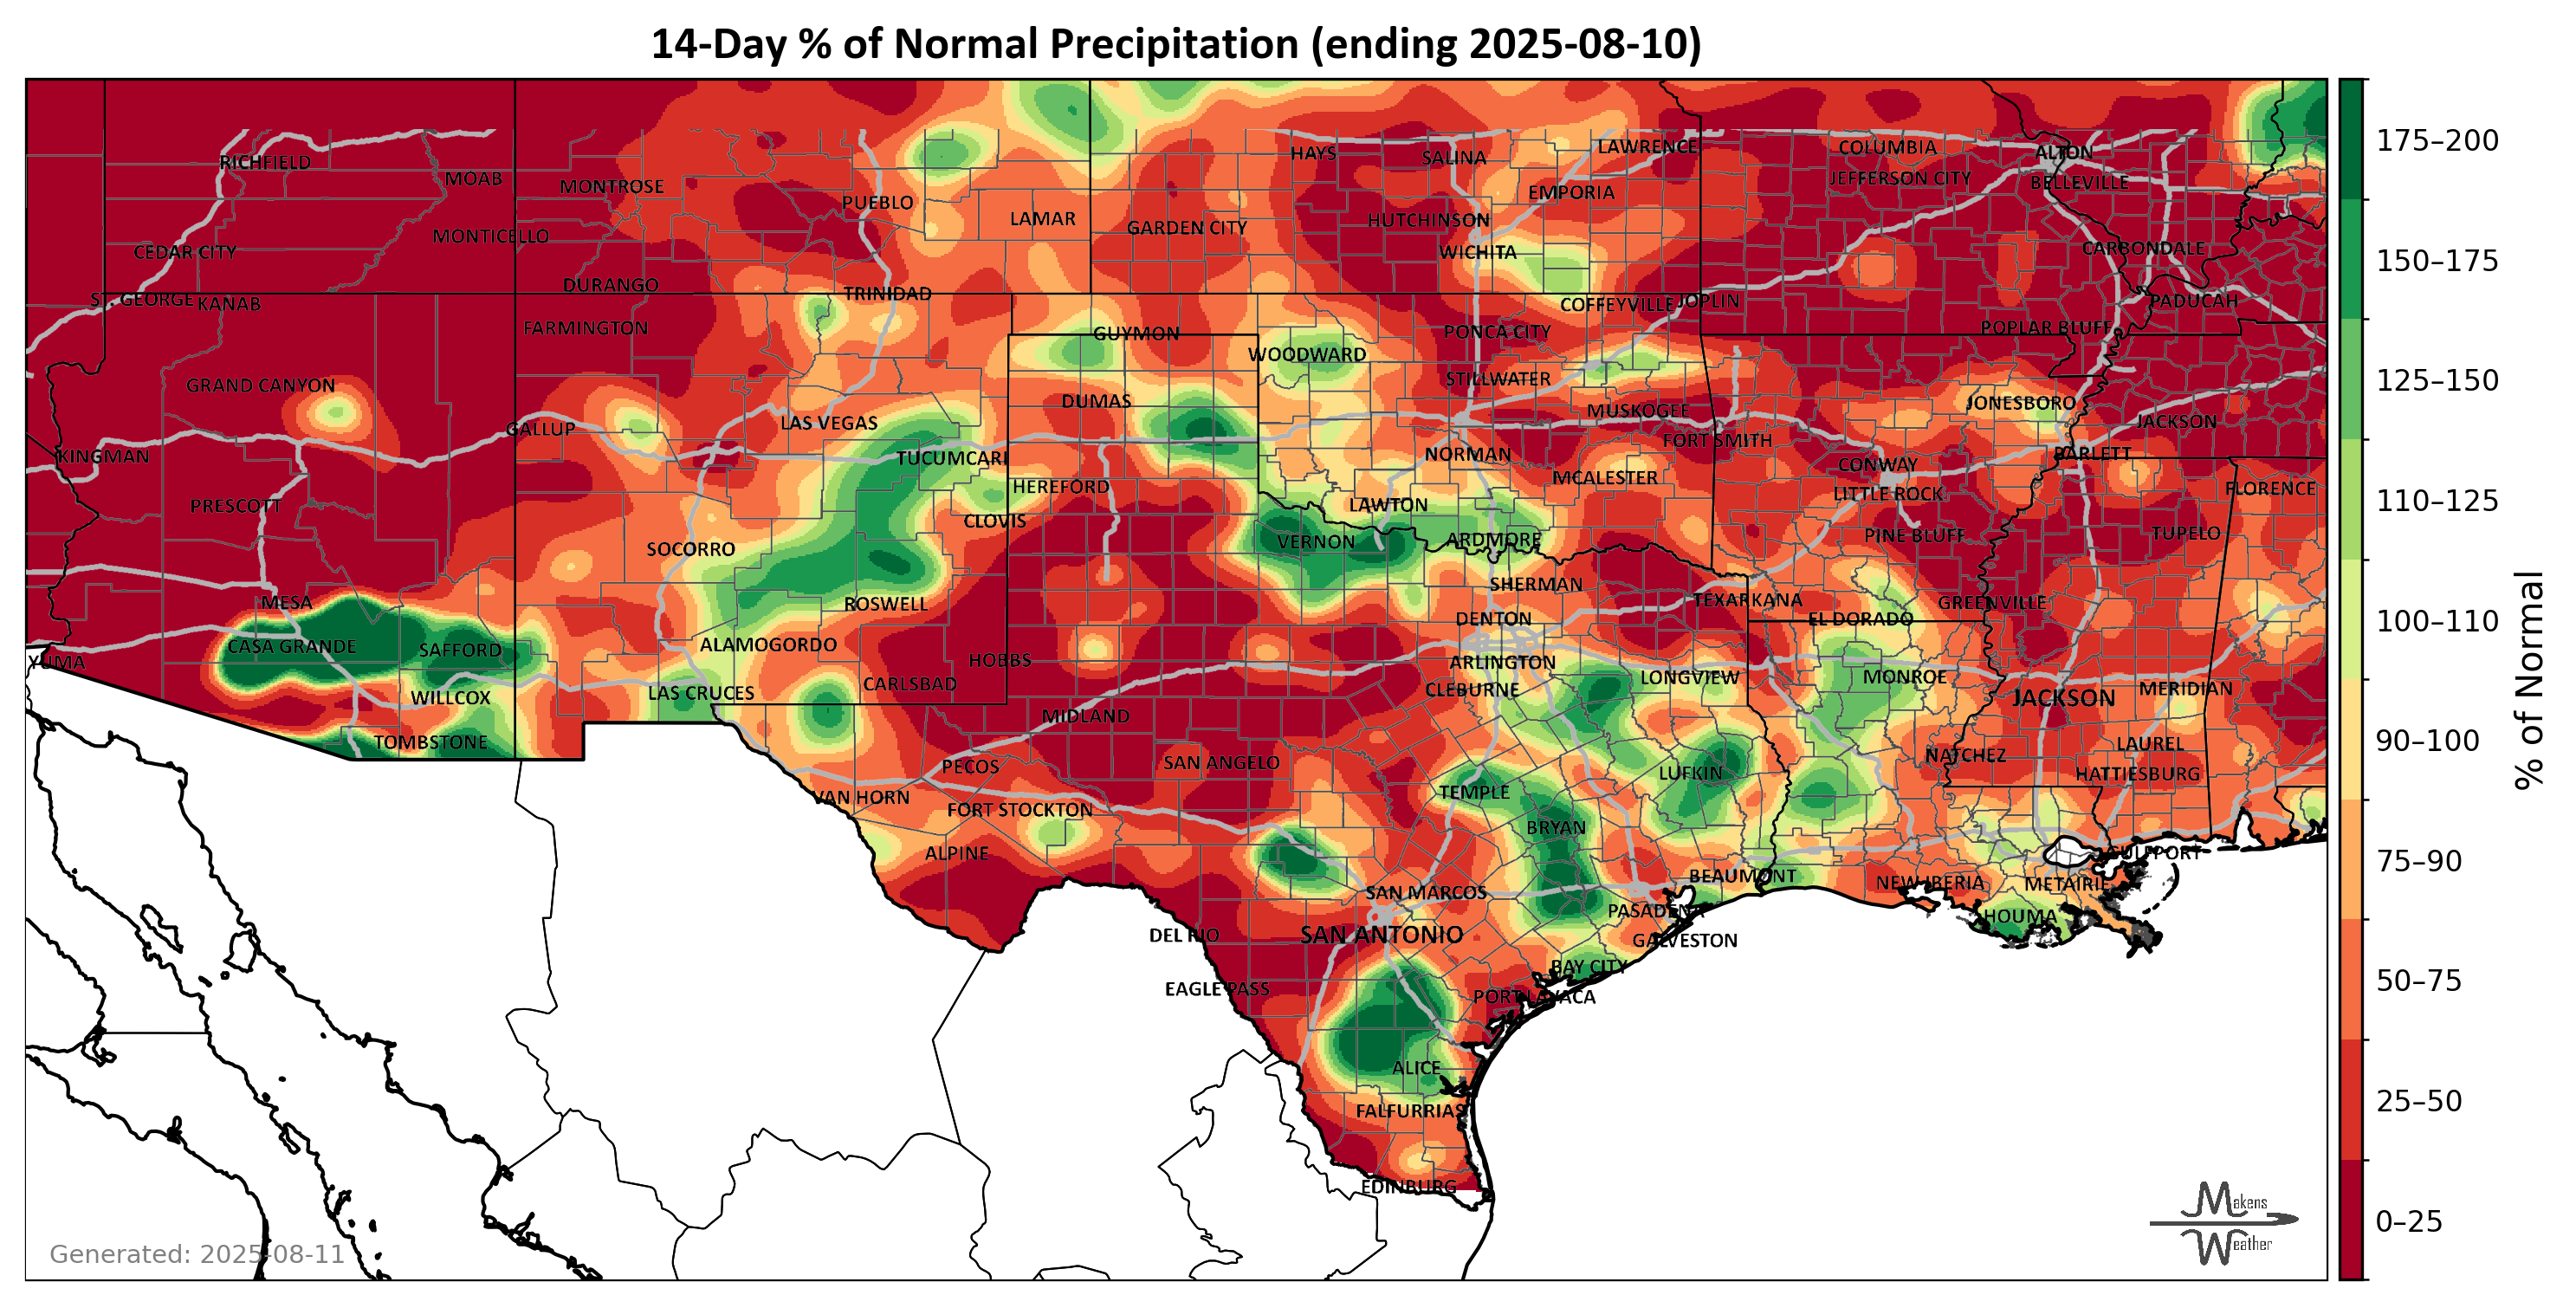 14-Day % of Normal Precipitation (ending 2025-08-10)
RICHFIELD
MOAB
MONTROSE
PUEBLO
LAMAR
HAYS
SALINA
LAWRENCE
COLUMBIA
ALTON
JEFFERSON CITY
BELLEVILLE
EMPORIA
HUTCHINSON
GARDEN CITY
MONTICELLO
CEDAR CITY
WICHITA
CARBONDALE
DURANGO
TRINIDAD
ST. GEORGE
KANAB
COFFEYVILLE
JOPLIN
PADUCAH
FARMINGTON
GUYMON
PONCA CITY
POPLAR BLUFF
WOODWARD
GRAND CANYON
STILLWATER
DUMAS
MUSKOGEE
JONESBORO
GALLUP
LAS VEGAS
JACKSON
FORT SMITH
KINGMAN
TUCUMCARI
NORMAN
BARLETT
CONWAY
MCALESTER
HEREFORD
LITTLE ROCK
FLORENCE
PRESCOTT
LAWTON
CLOVIS
SOCORRO
VERNON
ARDMORE
PINE BLUFF
TUPELO
SHERMAN
MESA
ROSWELL
TEXARKANA
GREENVILLE
DENTON
EL DORADO
CASA GRANDE
SAFFORD
ALAMOGORDO
YUMA
HOBBS
ARLINGTON
WILLCOX
LAS CRUCES
CARLSBAD
CLEBURNE
LONGVIEW
MONROE
JACKSON
MERIDIAN
MIDLAND
TOMBSTONE
PECOS
SAN ANGELO
LUFKIN
NATCHEZ
LAUREL
HATTIESBURG
VAN HORN
FORT STOCKTON
TEMPLE
BRYAN
ALPINE
GULFPORT
SAN MARCOS
BEAUMONT
NEW IBERIA
METAIRIE
PASADENA
HOUMA
DEL RIO
SAN ANTONIO
GALVESTON
BAY CITY
EAGLE PASS
PORT LAVACA
ALICE
FALFURRIAS
EDINBURG
175–200
150–175
125–150
110–125
100–110
90–100
75–90
50–75
25–50
0–25
% of Normal
Makens
Weather
Generated: 2025-08-11